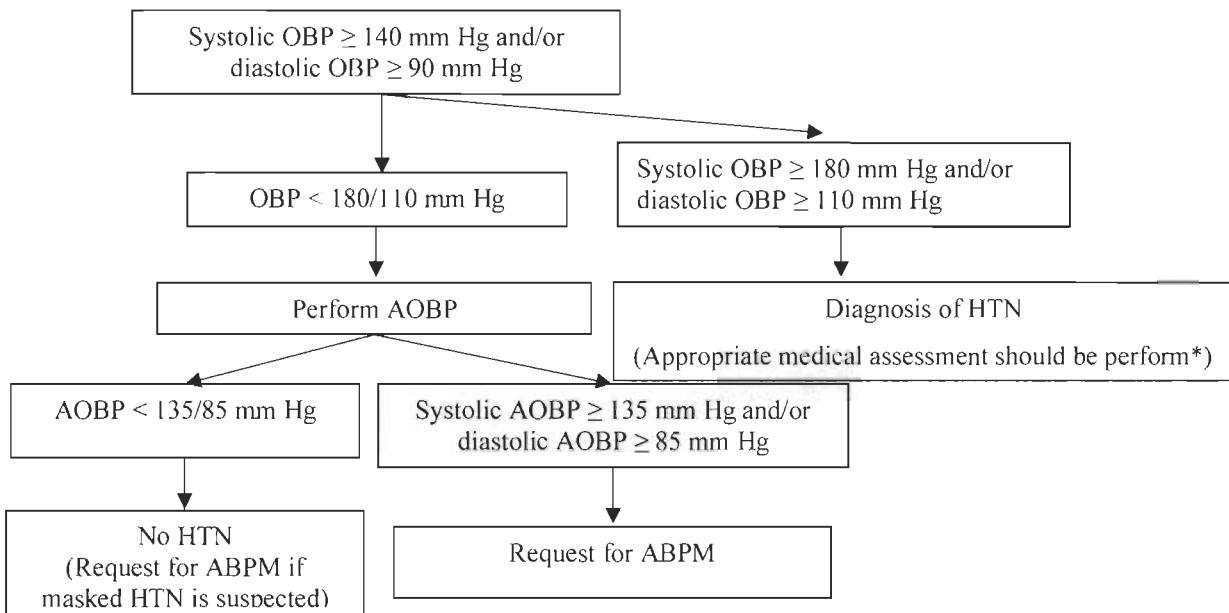 Systolic OBP ≥ 140 mm Hg and/or
diastolic OBP ≥ 90 mm Hg
OBP < 180/110 mm Hg
Systolic OBP ≥ 180 mm Hg and/or
diastolic OBP ≥ 110 mm Hg
Perform AOBP
Diagnosis of HTN
(Appropriate medical assessment should be perform*)
AOBP < 135/85 mm Hg
Systolic AOBP ≥ 135 mm Hg and/or
diastolic AOBP ≥ 85 mm Hg
No HTN
(Request for ABPM if
masked HTN is suspected)
Request for ABPM